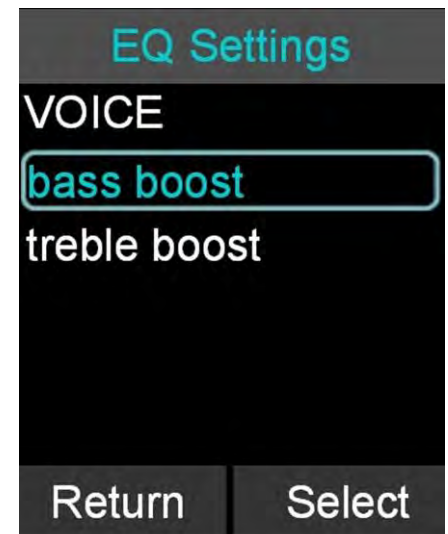 EQ Settings
VOICE
bass boost
treble boost
Return Select